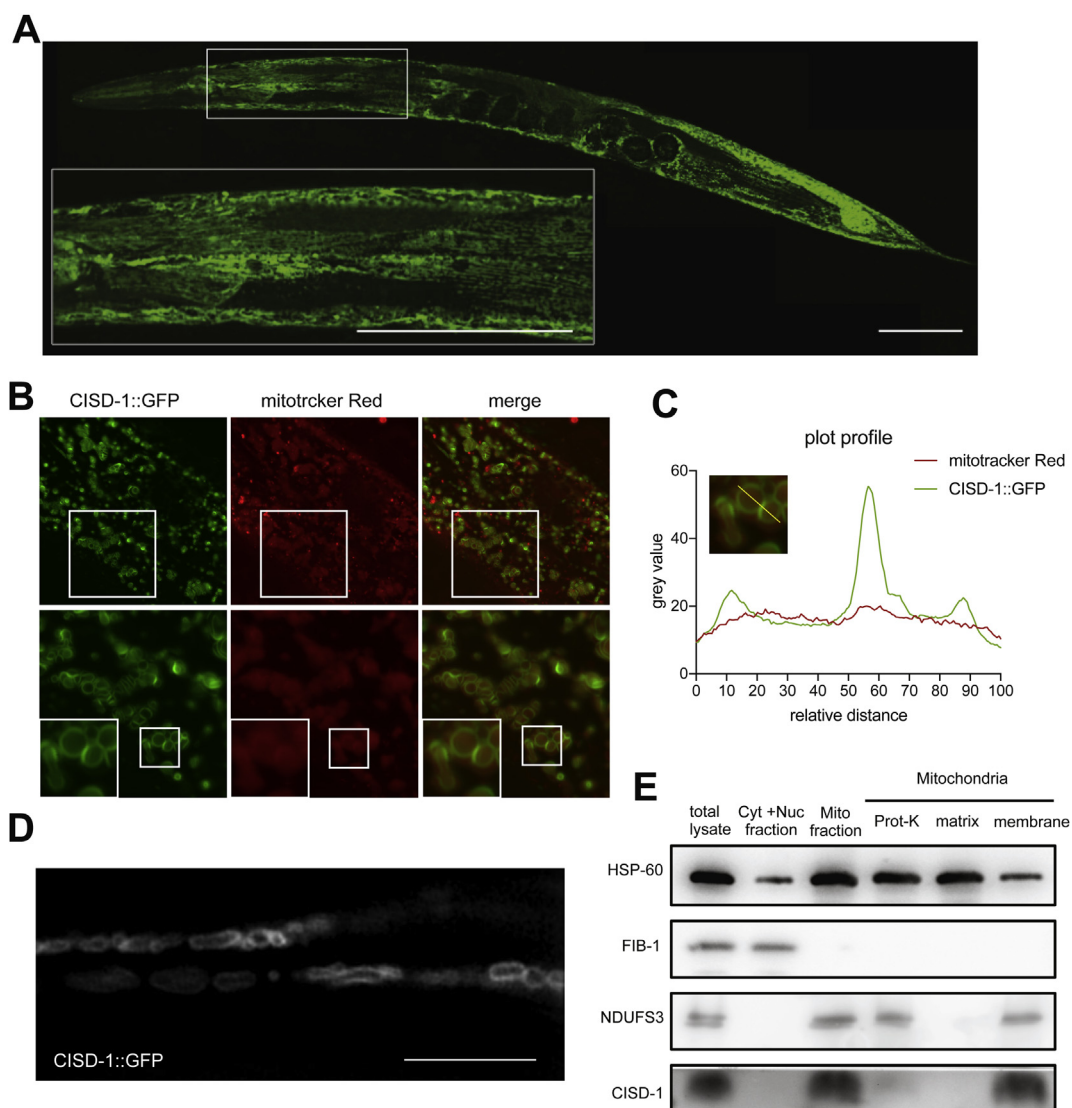 A
B
CISD-1::GFP
mitotrcker Red
merge
C
plot profile
mitotracker Red
CISD-1::GFP
60
40
20
0
grey value
0 10 20 30 40 50 60 70 80 90 100
relative distance
D
CISD-1::GFP
E
Mitochondria
total
lysate
Cyt +Nuc
fraction
Mito
fraction
Prot-K
matrix
membrane
HSP-60
FIB-1
NDUFS3
CISD-1